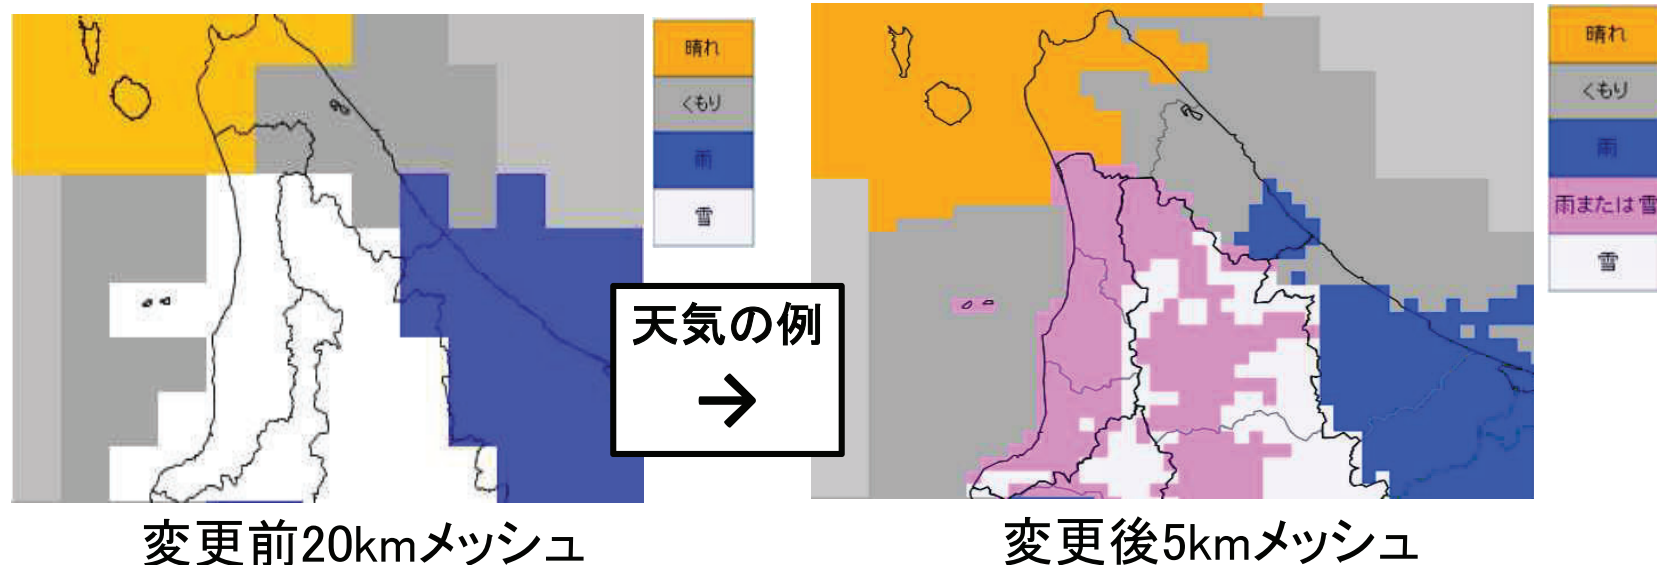 晴れ
くもり
雨
雪
天気の例
→
晴れ
くもり
雨
雨または雪
雪
変更前20kmメッシュ
変更後5kmメッシュ